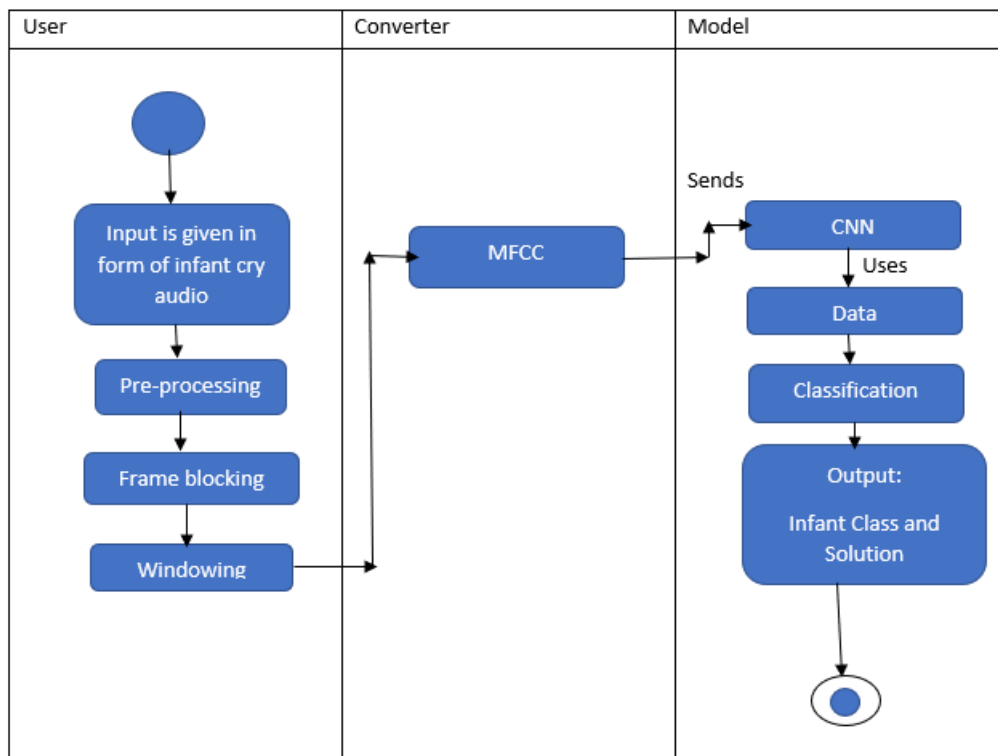 User
Converter
Model
Input is given in
form of infant cry
audio
Pre-processing
Frame blocking
Windowing
MFCC
Sends
CNN
Uses
Data
Classification
Output:
Infant Class and
Solution